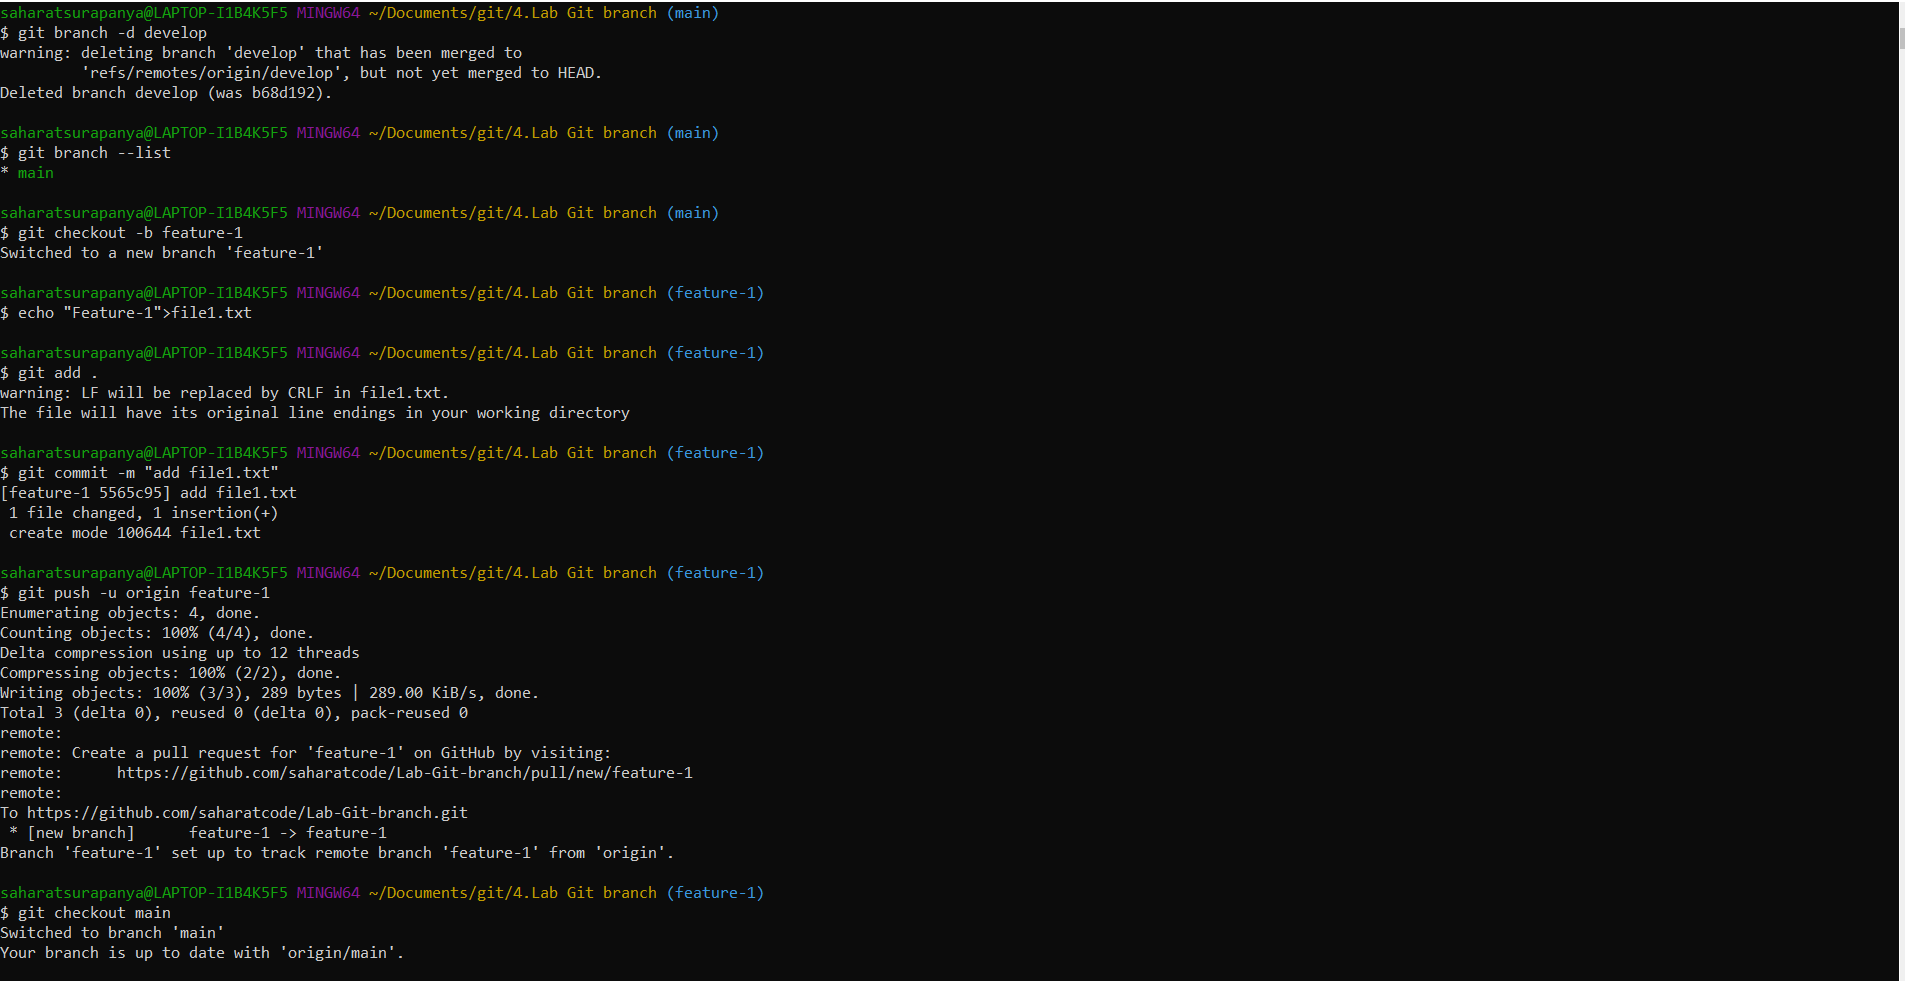 saharatsurapanya@LAPTOP-I1B4K5F5 MINGW64 ~/Documents/git/4.Lab Git branch (main)
$ git branch -d develop
warning: deleting branch 'develop' that has been merged to
         'refs/remotes/origin/develop', but not yet merged to HEAD.
Deleted branch develop (was b68d192).
saharatsurapanya@LAPTOP-I1B4K5F5 MINGW64 ~/Documents/git/4.Lab Git branch (main)
$ git branch --list
* main
saharatsurapanya@LAPTOP-I1B4K5F5 MINGW64 ~/Documents/git/4.Lab Git branch (main)
$ git checkout -b feature-1
Switched to a new branch 'feature-1'
saharatsurapanya@LAPTOP-I1B4K5F5 MINGW64 ~/Documents/git/4.Lab Git branch (feature-1)
$ echo "Feature-1">file1.txt
saharatsurapanya@LAPTOP-I1B4K5F5 MINGW64 ~/Documents/git/4.Lab Git branch (feature-1)
$ git add .
warning: LF will be replaced by CRLF in file1.txt.
The file will have its original line endings in your working directory
saharatsurapanya@LAPTOP-I1B4K5F5 MINGW64 ~/Documents/git/4.Lab Git branch (feature-1)
$ git commit -m "add file1.txt"
[feature-1 5565c95] add file1.txt
 1 file changed, 1 insertion(+)
 create mode 100644 file1.txt
saharatsurapanya@LAPTOP-I1B4K5F5 MINGW64 ~/Documents/git/4.Lab Git branch (feature-1)
$ git push -u origin feature-1
Enumerating objects: 4, done.
Counting objects: 100% (4/4), done.
Delta compression using up to 12 threads
Compressing objects: 100% (2/2), done.
Writing objects: 100% (3/3), 289 bytes | 289.00 KiB/s, done.
Total 3 (delta 0), reused 0 (delta 0), pack-reused 0
remote:
remote: Create a pull request for 'feature-1' on GitHub by visiting:
remote:      https://github.com/saharatcode/Lab-Git-branch/pull/new/feature-1
remote:
To https://github.com/saharatcode/Lab-Git-branch.git
 * [new branch]      feature-1 -> feature-1
Branch 'feature-1' set up to track remote branch 'feature-1' from 'origin'.
saharatsurapanya@LAPTOP-I1B4K5F5 MINGW64 ~/Documents/git/4.Lab Git branch (feature-1)
$ git checkout main
Switched to branch 'main'
Your branch is up to date with 'origin/main'.